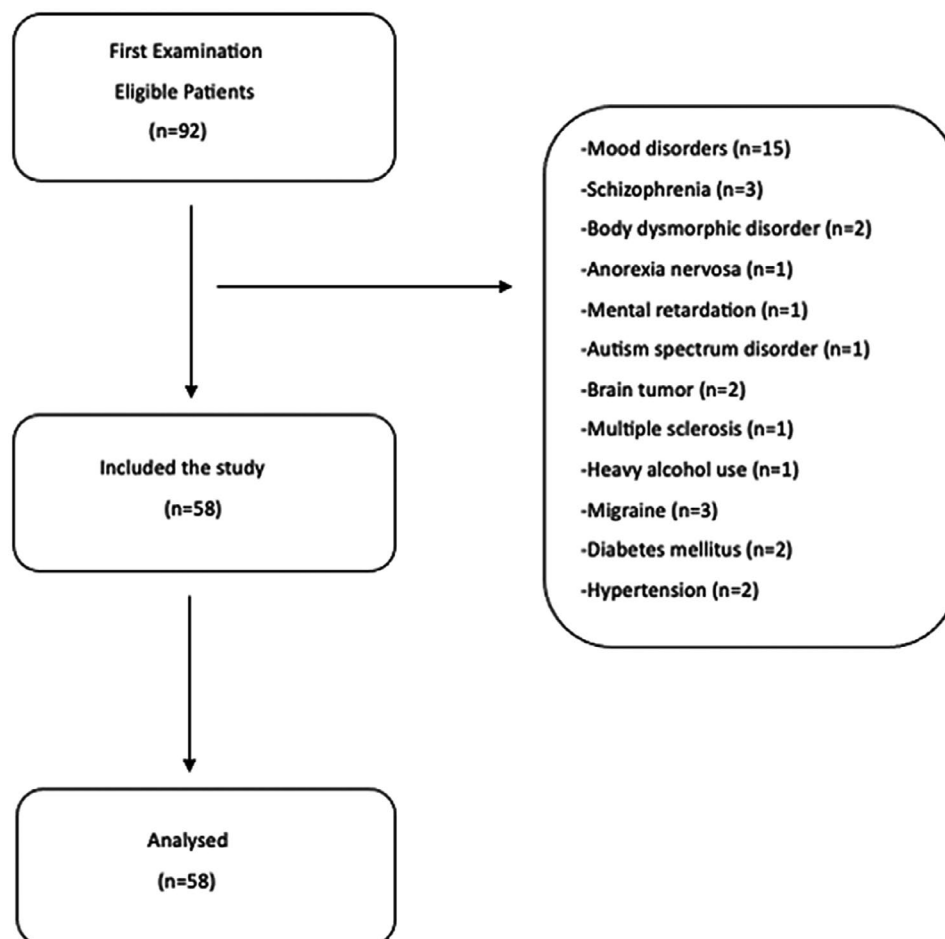 First Examination
Eligible Patients
(n=92)
-Mood disorders (n=15)
-Schizophrenia (n=3)
-Body dysmorphic disorder (n=2)
-Anorexia nervosa (n=1)
-Mental retardation (n=1)
-Autism spectrum disorder (n=1)
-Brain tumor (n=2)
-Multiple sclerosis (n=1)
-Heavy alcohol use (n=1)
-Migraine (n=3)
-Diabetes mellitus (n=2)
-Hypertension (n=2)
Included the study
(n=58)
Analysed
(n=58)